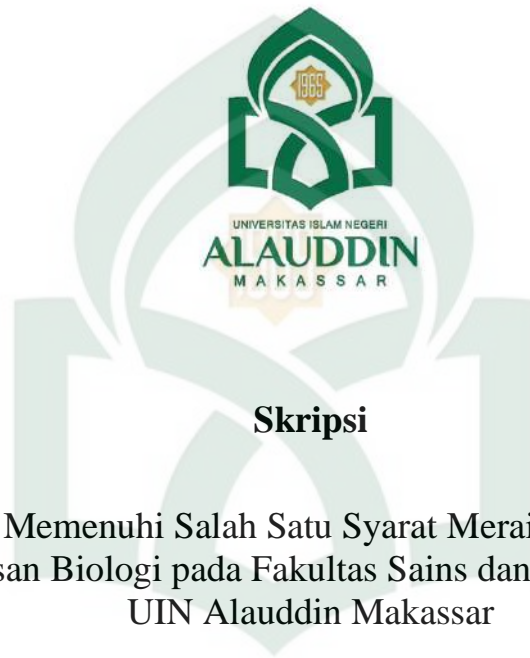 1965
UNIVERSITAS ISLAM NEGERI
ALAUDDIN
MAKASSAR
Skripsi
Memenuhi Salah Satu Syarat
Biologi pada Fakultas Sains dan
UIN Alauddin Makassar